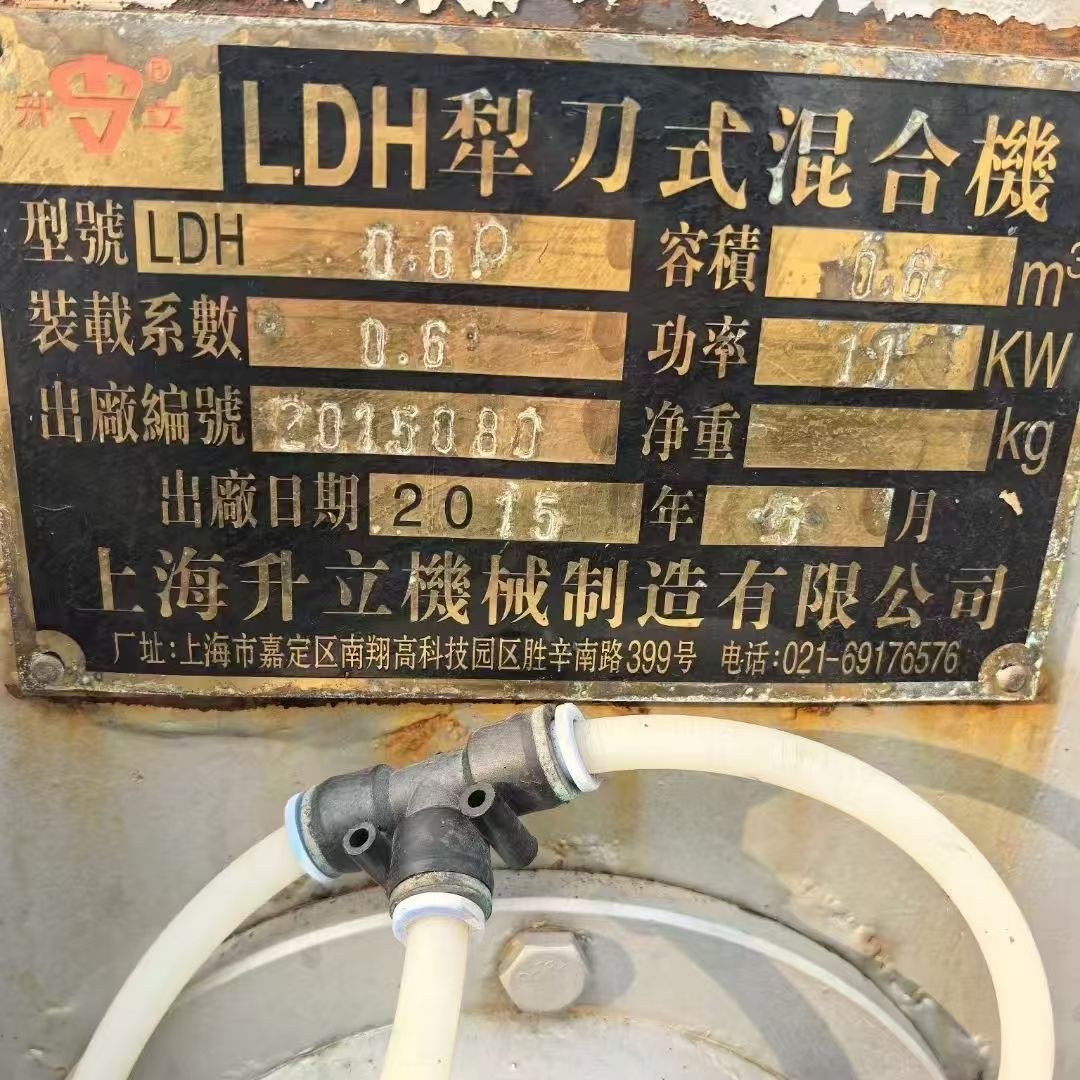 升 立
LDH犁刀式混合機
型號 LDH 0.6P 容積 0.6 m³
裝載系數 0.6 功率 11 KW
出廠編號 2015080 净重 kg
出廠日期 2015 年 5 月
上海升立機械制造有限公司
厂址:上海市嘉定区南翔高科技园区胜辛南路399号 电话:021-69176576